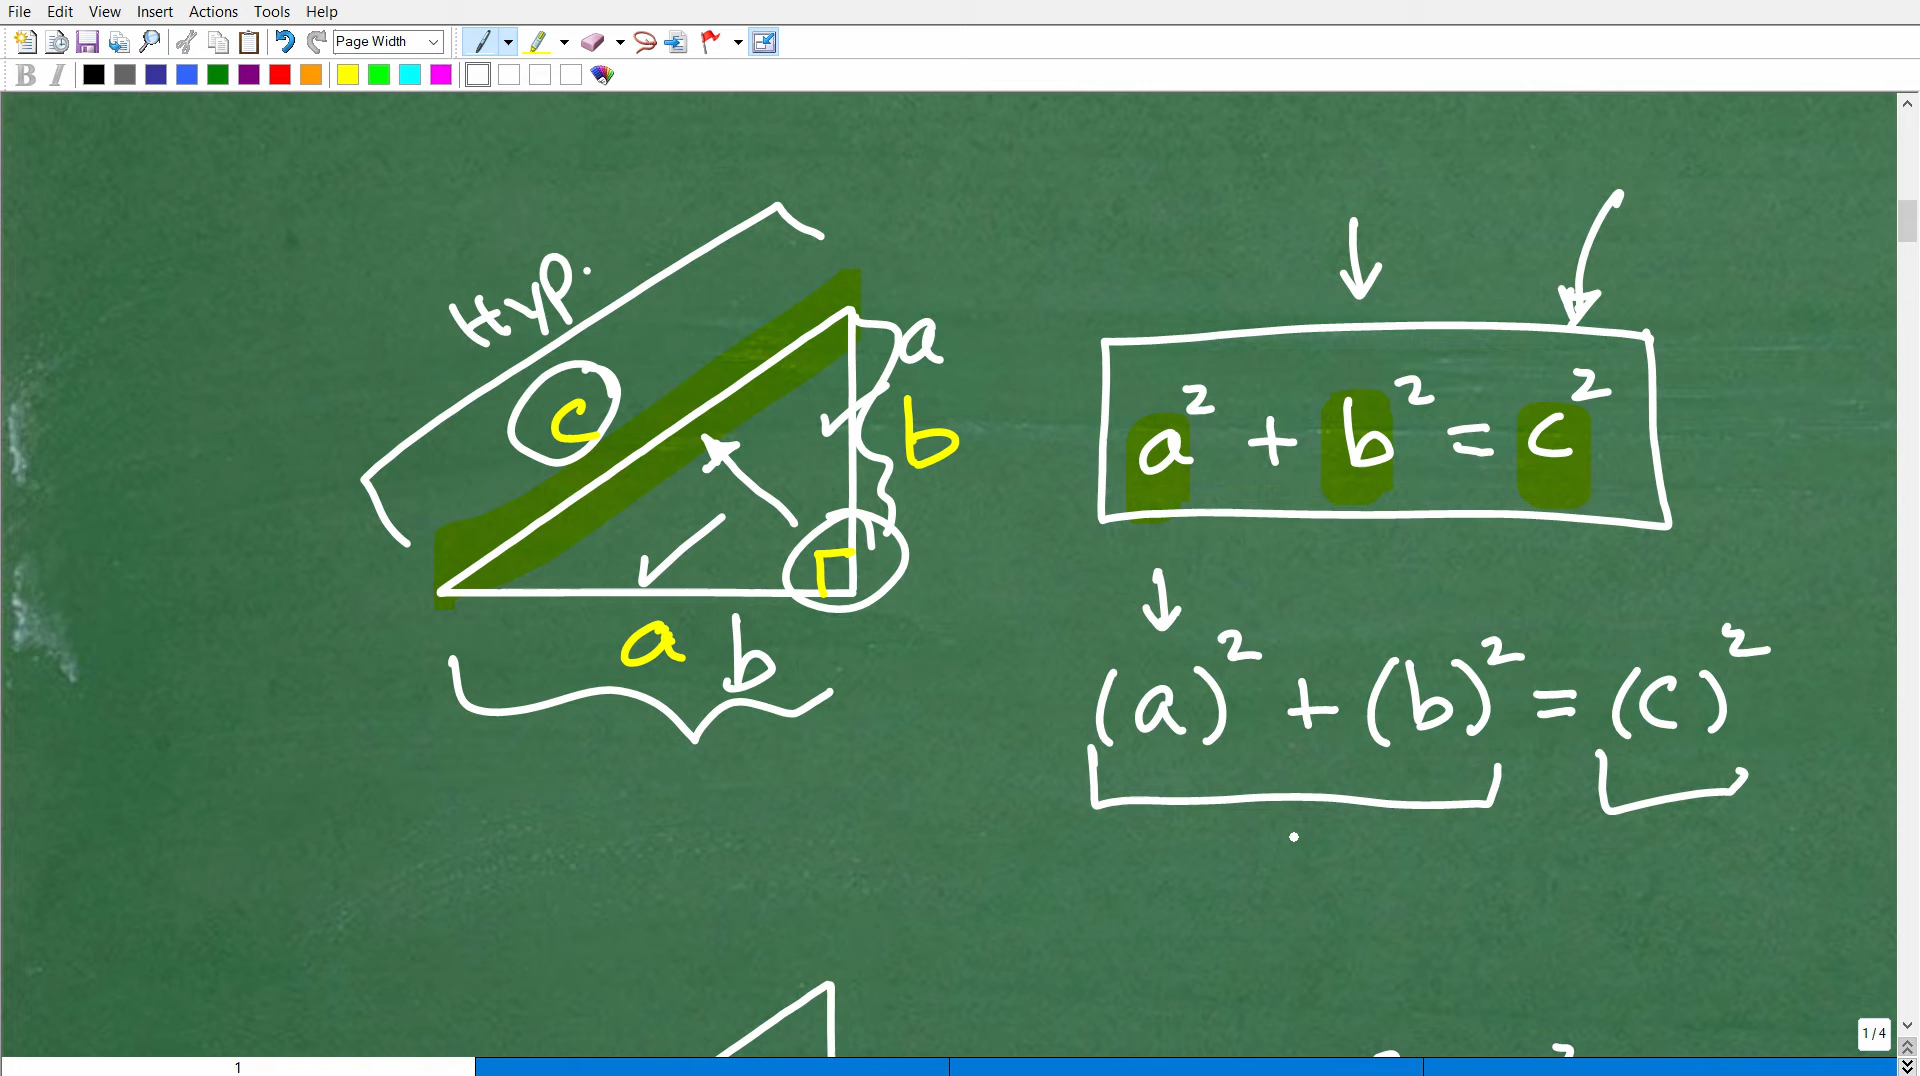 File Edit View Insert Actions Tools Help
Page Width
B I
Hyp.
c
a
b
a² + b² = c²
a b
(a)² + (b)² = (c)²
2
1 / 4
1